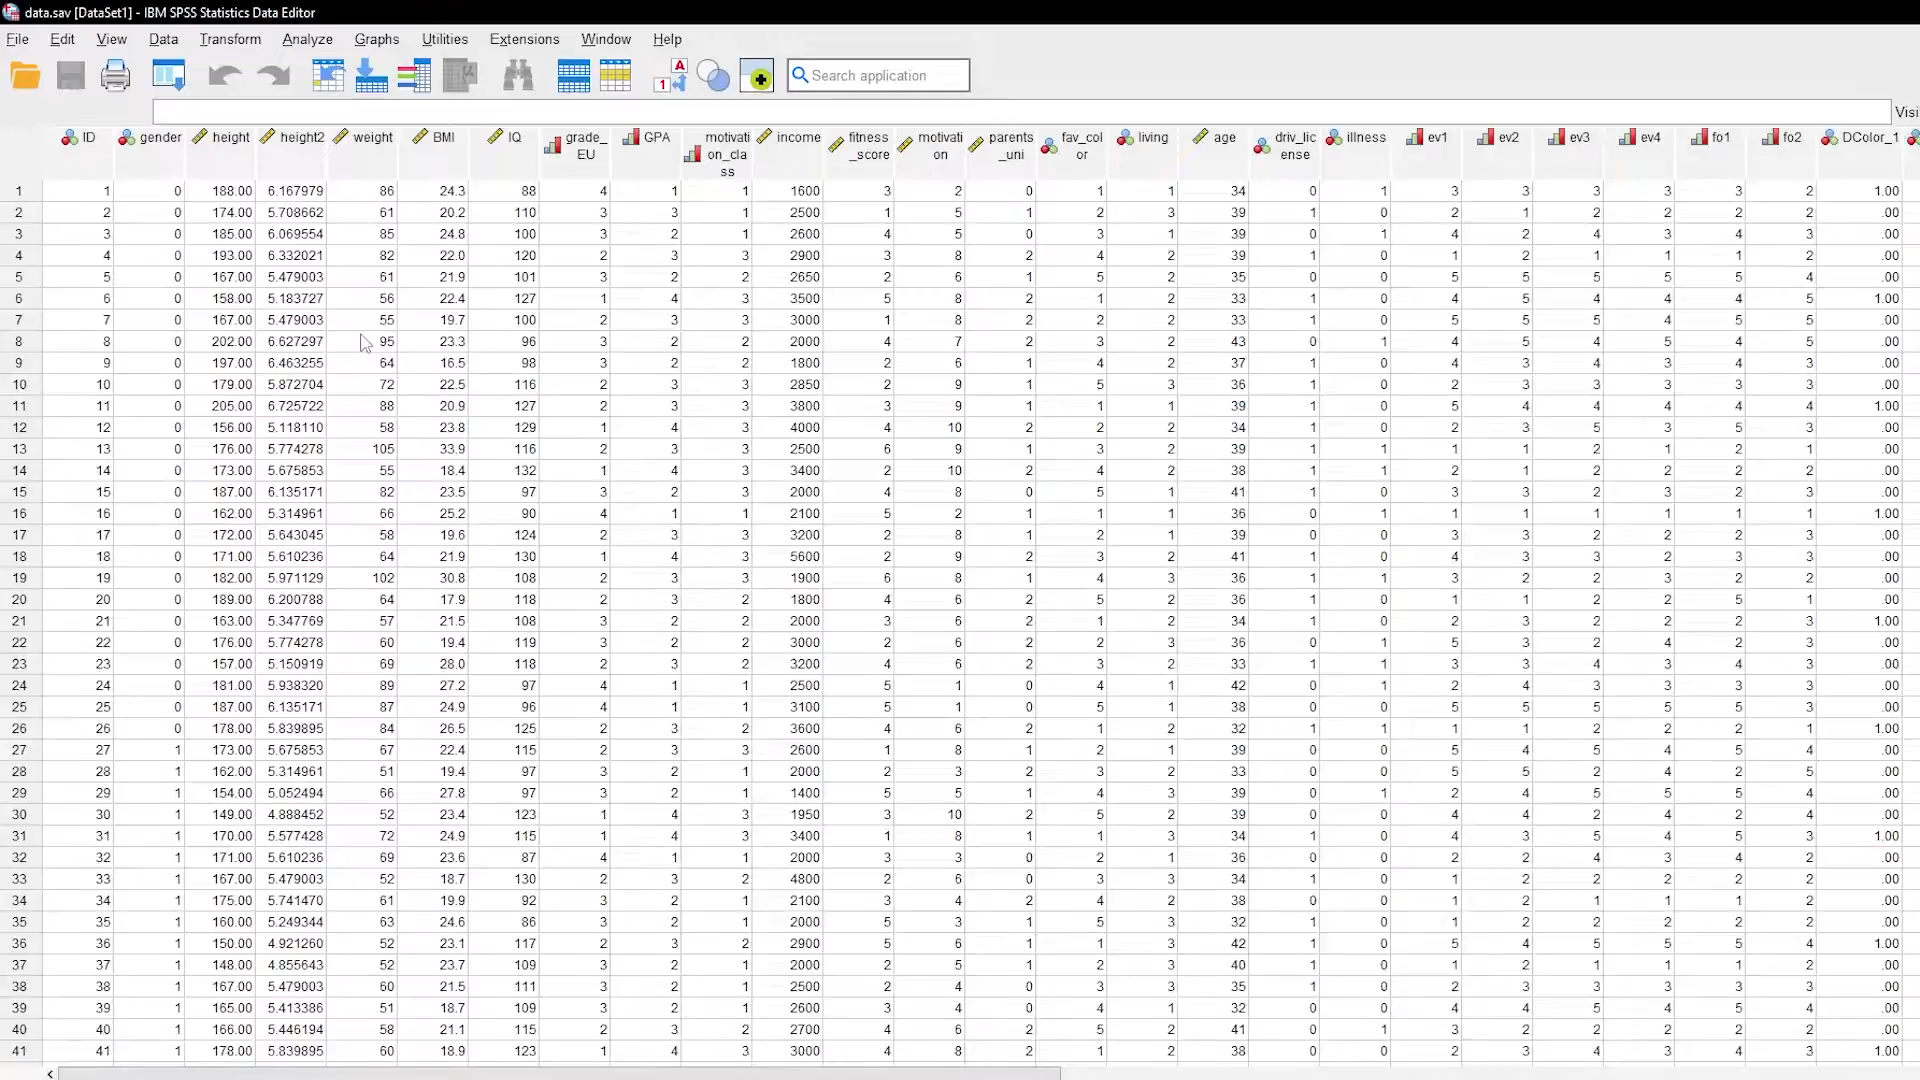 data.sav [DataSet1] - IBM SPSS Statistics Data Editor
File Edit View Data Transform Analyze Graphs Utilities Extensions Window Help
1 A Search application
Visi
ID gender height height2 weight BMI IQ grade_EU GPA motivation_class income fitness_score motivation parents_uni fav_color living age driv_license illness ev1 ev2 ev3 ev4 fo1 fo2 DColor_1
1 1 0 188.00 6.167979 86 24.3 88 4 1 1 1600 3 2 0 1 1 34 0 1 3 3 3 3 3 2 1.00
2 2 0 174.00 5.708662 61 20.2 110 3 3 1 2500 1 5 1 2 3 39 1 0 2 1 2 2 2 2 .00
3 3 0 185.00 6.069554 85 24.8 100 3 2 1 2600 4 5 0 3 1 39 0 1 4 2 4 3 4 3 .00
4 4 0 193.00 6.332021 82 22.0 120 2 3 3 2900 3 8 2 4 2 39 1 0 1 2 1 1 1 2 .00
5 5 0 167.00 5.479003 61 21.9 101 3 2 2 2650 2 6 1 5 2 35 0 0 5 5 5 5 5 4 .00
6 6 0 158.00 5.183727 56 22.4 127 1 4 3 3500 5 8 2 1 2 33 1 0 4 5 4 4 4 5 1.00
7 7 0 167.00 5.479003 55 19.7 100 2 3 3 3000 1 8 2 2 2 33 1 0 5 5 5 4 5 5 .00
8 8 0 202.00 6.627297 95 23.3 96 3 2 2 2000 4 7 2 3 2 43 0 1 4 5 4 5 4 5 .00
9 9 0 197.00 6.463255 64 16.5 98 3 2 2 1800 2 6 1 4 2 37 1 0 4 3 4 3 4 3 .00
10 10 0 179.00 5.872704 72 22.5 116 2 3 3 2850 2 9 1 5 3 36 1 0 2 3 3 3 3 3 .00
11 11 0 205.00 6.725722 88 20.9 127 2 3 3 3800 3 9 1 1 1 39 1 0 5 4 4 4 4 4 1.00
12 12 0 156.00 5.118110 58 23.8 129 1 4 3 4000 4 10 2 2 2 34 1 0 2 3 5 3 5 3 .00
13 13 0 176.00 5.774278 105 33.9 116 2 3 3 2500 6 9 1 3 2 39 1 1 1 1 2 1 2 1 .00
14 14 0 173.00 5.675853 55 18.4 132 1 4 3 3400 2 10 2 4 2 38 1 1 2 1 2 2 2 2 .00
15 15 0 187.00 6.135171 82 23.5 97 3 2 3 2000 4 8 0 5 1 41 1 0 3 3 2 3 2 3 .00
16 16 0 162.00 5.314961 66 25.2 90 4 1 1 2100 5 2 1 1 1 36 0 1 1 1 1 1 1 1 1.00
17 17 0 172.00 5.643045 58 19.6 124 2 3 3 3200 2 8 1 2 1 39 1 0 3 3 2 2 2 3 .00
18 18 0 171.00 5.610236 64 21.9 130 1 4 3 5600 2 9 2 3 2 41 1 0 4 3 3 2 3 3 .00
19 19 0 182.00 5.971129 102 30.8 108 2 3 3 1900 6 8 1 4 3 36 1 1 3 2 2 3 2 2 .00
20 20 0 189.00 6.200788 64 17.9 118 2 3 2 1800 4 6 2 5 2 36 1 0 1 1 2 2 5 1 .00
21 21 0 163.00 5.347769 57 21.5 108 3 2 2 2000 3 6 2 1 2 34 1 0 2 3 3 2 2 3 1.00
22 22 0 176.00 5.774278 60 19.4 119 3 2 2 3000 2 6 2 2 3 36 0 1 5 3 2 4 2 3 .00
23 23 0 157.00 5.150919 69 28.0 118 2 3 2 3200 4 6 2 3 2 33 1 1 3 3 4 3 4 3 .00
24 24 0 181.00 5.938320 89 27.2 97 4 1 1 2500 5 1 0 4 1 42 0 1 2 4 3 3 3 3 .00
25 25 0 187.00 6.135171 87 24.9 96 4 1 1 3100 5 1 0 5 1 38 0 0 5 5 5 5 5 3 .00
26 26 0 178.00 5.839895 84 26.5 125 2 3 2 3600 4 6 2 1 2 32 1 1 1 1 2 2 2 1 1.00
27 27 1 173.00 5.675853 67 22.4 115 2 3 3 2600 1 8 1 2 1 39 0 0 5 4 5 4 5 4 .00
28 28 1 162.00 5.314961 51 19.4 97 3 2 1 2000 2 3 2 3 2 33 0 0 5 5 2 4 2 5 .00
29 29 1 154.00 5.052494 66 27.8 97 3 2 1 1400 5 5 1 4 3 39 0 1 2 4 5 5 5 4 .00
30 30 1 149.00 4.888452 52 23.4 123 1 4 3 1950 3 10 2 5 2 39 0 0 4 4 2 4 2 4 .00
31 31 1 170.00 5.577428 72 24.9 115 1 4 3 3400 1 8 1 1 3 34 1 0 4 3 5 4 5 3 1.00
32 32 1 171.00 5.610236 69 23.6 87 4 1 1 2000 3 3 0 2 1 36 0 0 2 2 4 3 4 2 .00
33 33 1 167.00 5.479003 52 18.7 130 2 3 2 4800 2 6 0 3 3 34 1 0 1 2 2 2 2 2 .00
34 34 1 175.00 5.741470 61 19.9 92 3 2 1 2100 3 4 2 4 2 38 0 0 1 2 1 1 1 2 .00
35 35 1 160.00 5.249344 63 24.6 86 3 2 1 2000 5 3 1 5 3 32 1 0 1 2 2 2 2 2 .00
36 36 1 150.00 4.921260 52 23.1 117 2 3 2 2900 5 6 1 1 3 42 1 0 5 4 5 5 5 4 1.00
37 37 1 148.00 4.855643 52 23.7 109 3 2 1 2000 2 5 1 2 3 40 1 0 1 2 1 1 1 2 .00
38 38 1 167.00 5.479003 60 21.5 111 3 2 1 2500 2 4 0 3 3 35 1 0 2 3 3 3 3 3 .00
39 39 1 165.00 5.413386 51 18.7 109 3 2 1 2600 3 4 0 4 1 32 0 0 4 4 5 4 5 4 .00
40 40 1 166.00 5.446194 58 21.1 115 2 3 2 2700 4 6 2 5 2 41 0 1 3 2 2 2 2 2 .00
41 41 1 178.00 5.839895 60 18.9 123 1 4 3 3000 4 8 2 1 2 38 0 0 2 3 4 3 4 3 1.00